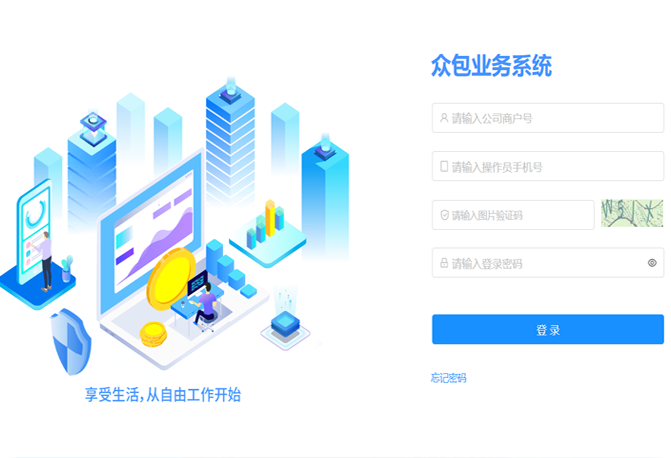 众包业务系统
请输入公司商户号
请输入操作员手机号
请输入图片验证码
请输入登录密码
登录
忘记密码
享受生活，从自由工作开始